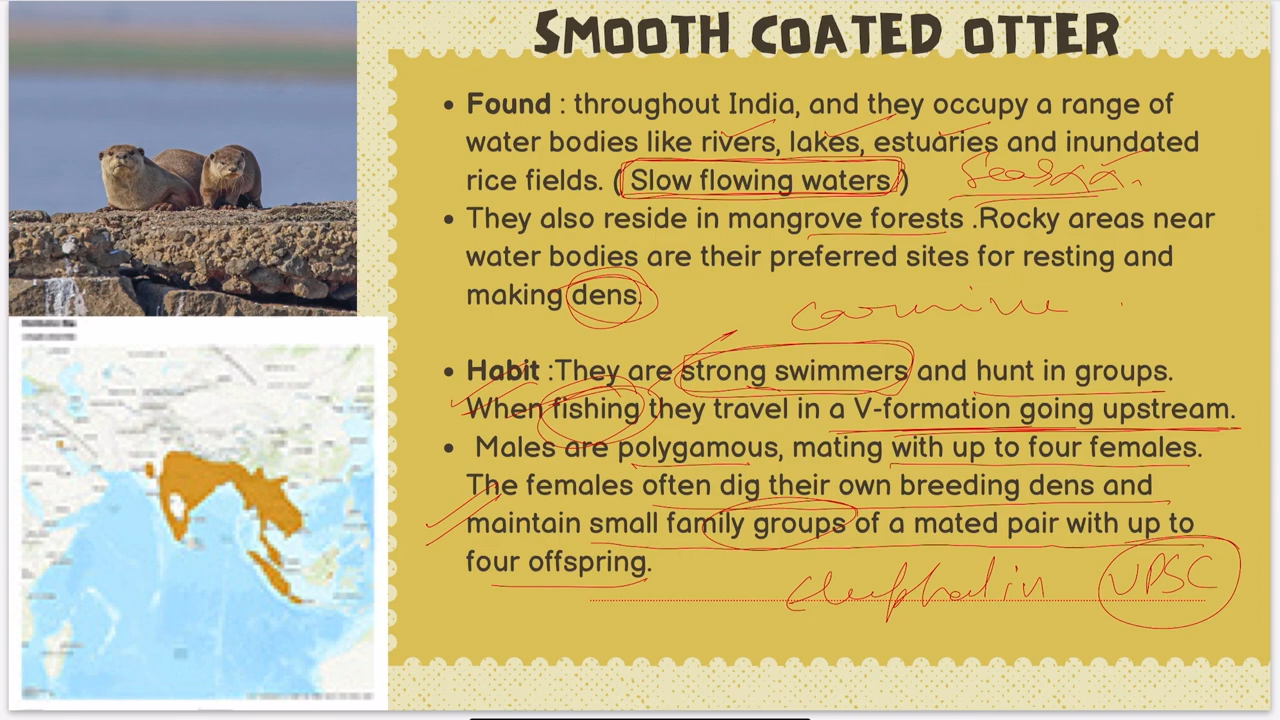 SMOOTH COATED OTTER
• Found : throughout India, and they occupy a range of
water bodies like rivers, lakes, estuaries and inundated
rice fields. ( Slow flowing waters )
• They also reside in mangrove forests .Rocky areas near
water bodies are their preferred sites for resting and
making dens.
• Habit :They are strong swimmers and hunt in groups.
When fishing they travel in a V-formation going upstream.
• Males are polygamous, mating with up to four females.
The females often dig their own breeding dens and
maintain small family groups of a mated pair with up to
four offspring.
UPSC